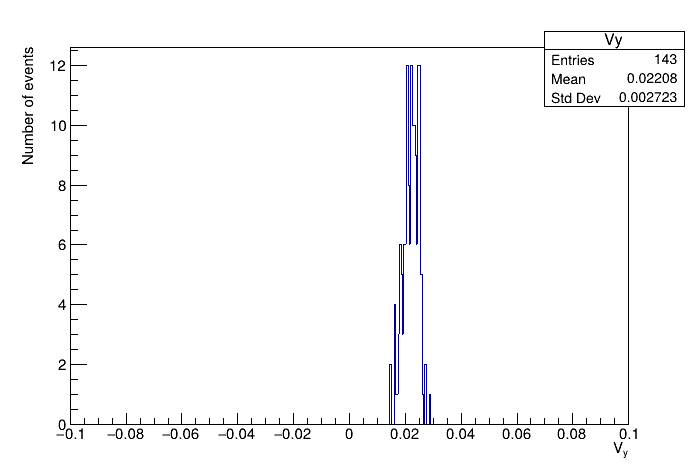 Vy
Entries 143
Mean 0.02208
Std Dev 0.002723
Number of events
12
10
8
6
4
2
0
−0.1 −0.08 −0.06 −0.04 −0.02 0 0.02 0.04 0.06 0.08 0.1
Vy